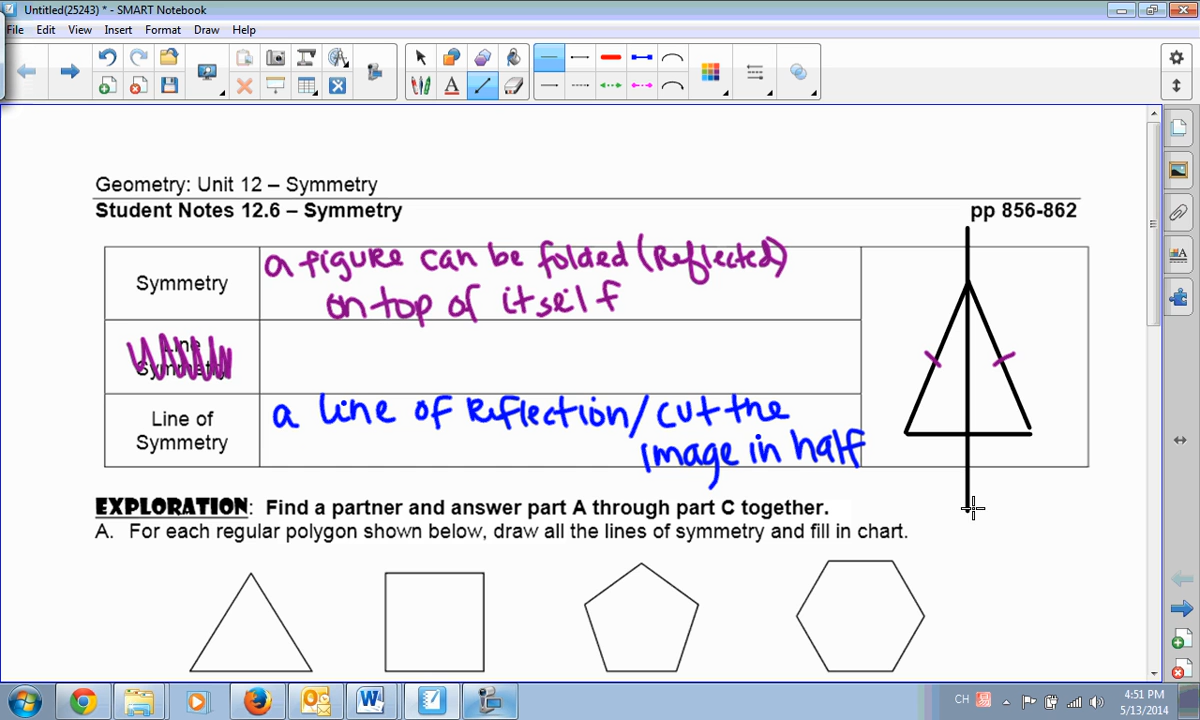 Untitled(25243) * - SMART Notebook
File Edit View Insert Format Draw Help
Geometry: Unit 12 – Symmetry
Student Notes 12.6 – Symmetry pp 856-862
Symmetry
a figure can be folded (Reflected)
on top of itself
Line
Symmetry
Line of
Symmetry
a line of Reflection/cut the
image in half
EXPLORATION: Find a partner and answer part A through part C together.
A. For each regular polygon shown below, draw all the lines of symmetry and fill in chart.
CH
4:51 PM
5/13/2014